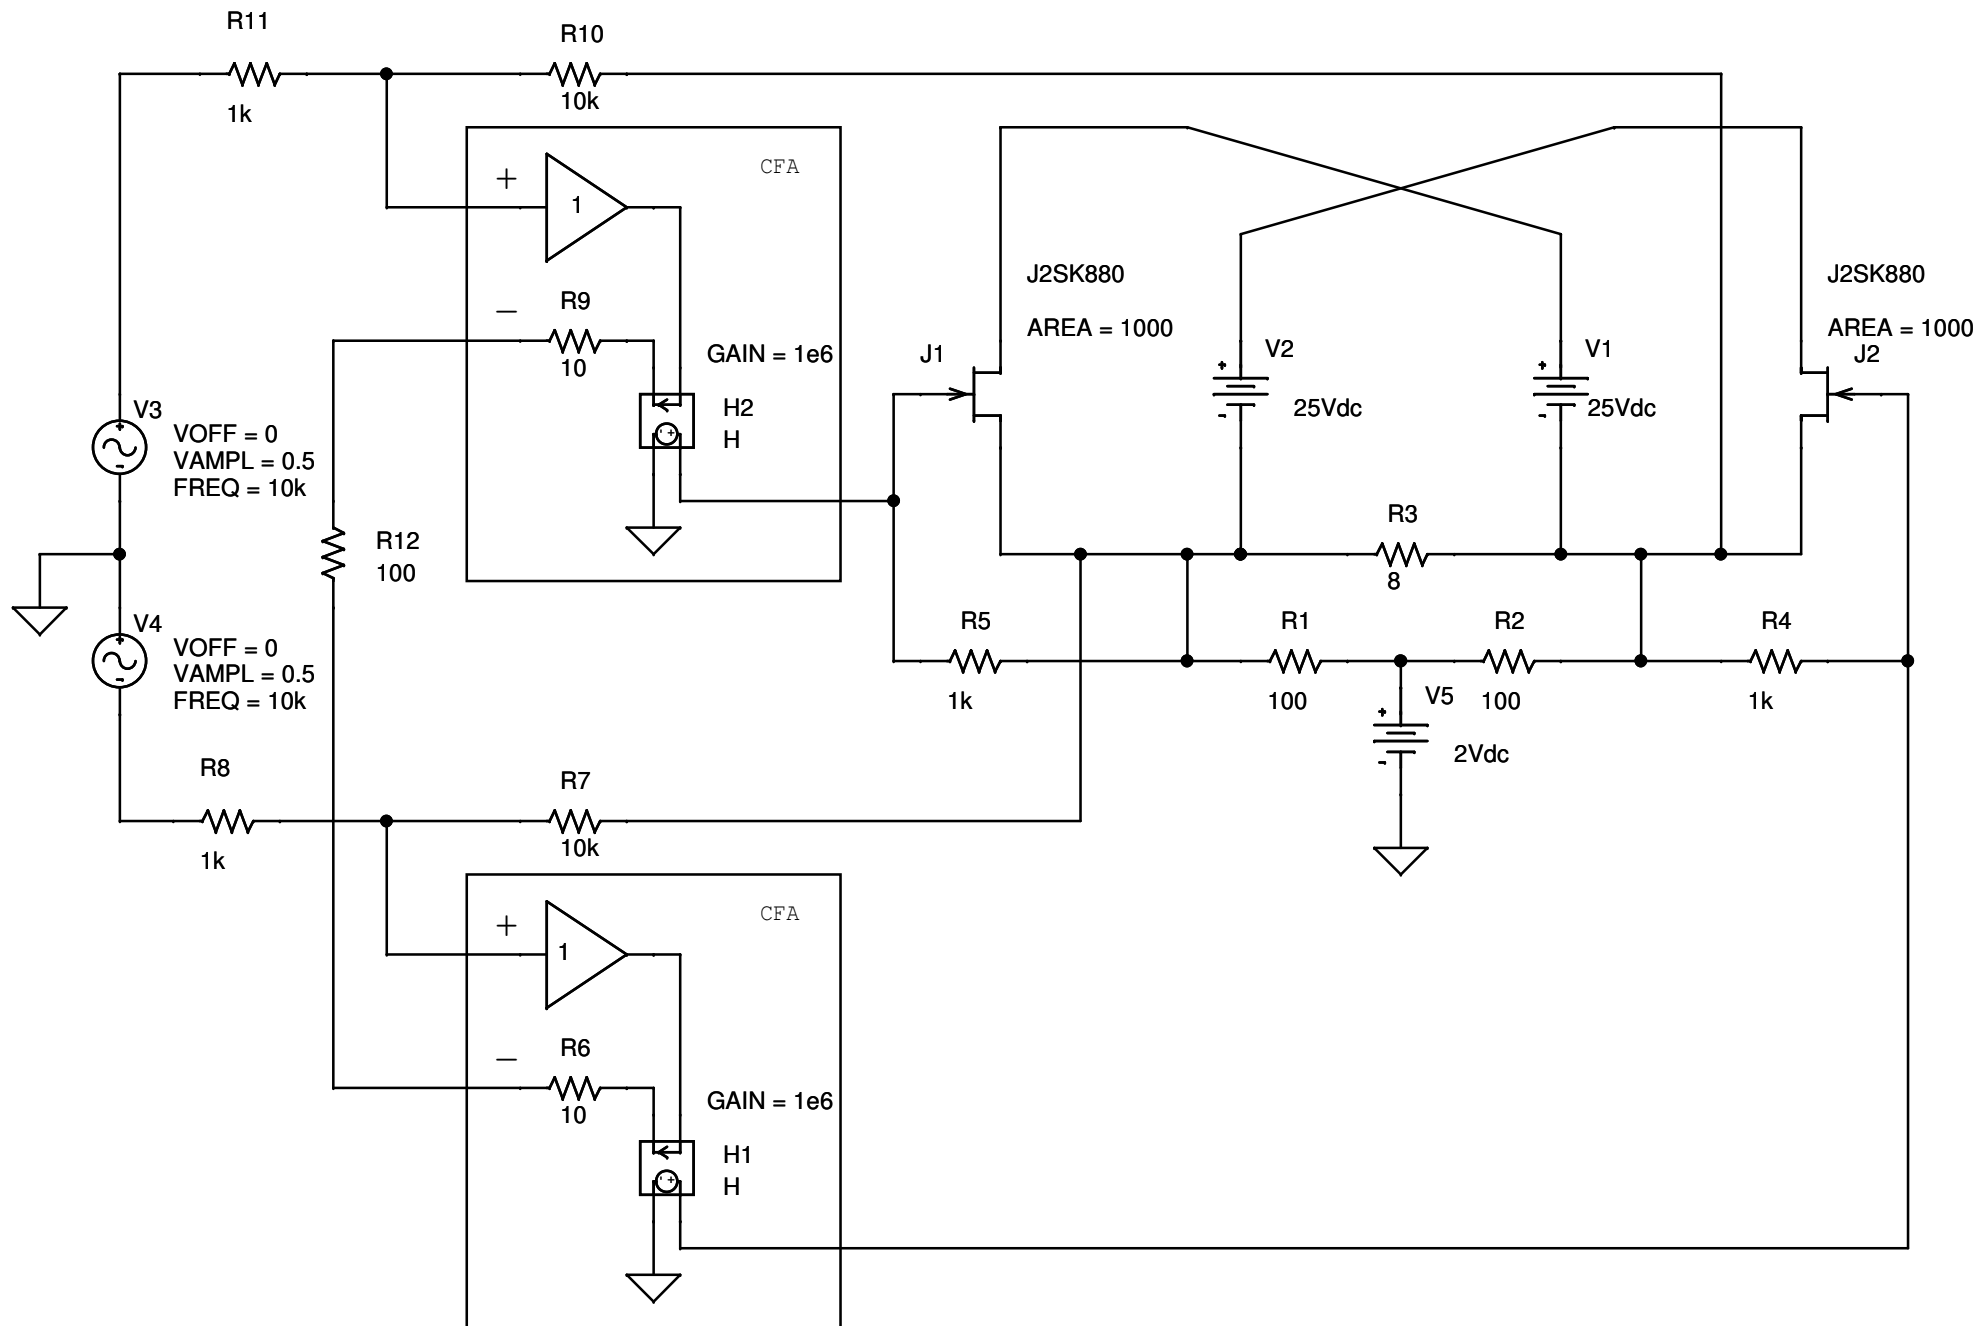 R11
1k
R10
10k
CFA
+
1
−
R9
10
GAIN = 1e6
H2
H
V3
VOFF = 0
VAMPL = 0.5
FREQ = 10k
R12
100
V4
VOFF = 0
VAMPL = 0.5
FREQ = 10k
J2SK880
AREA = 1000
J1
V2
25Vdc
V1
25Vdc
J2SK880
AREA = 1000
J2
R3
8
R5
1k
R1
100
R2
100
R4
1k
V5
2Vdc
R8
1k
R7
10k
CFA
+
1
−
R6
10
GAIN = 1e6
H1
H